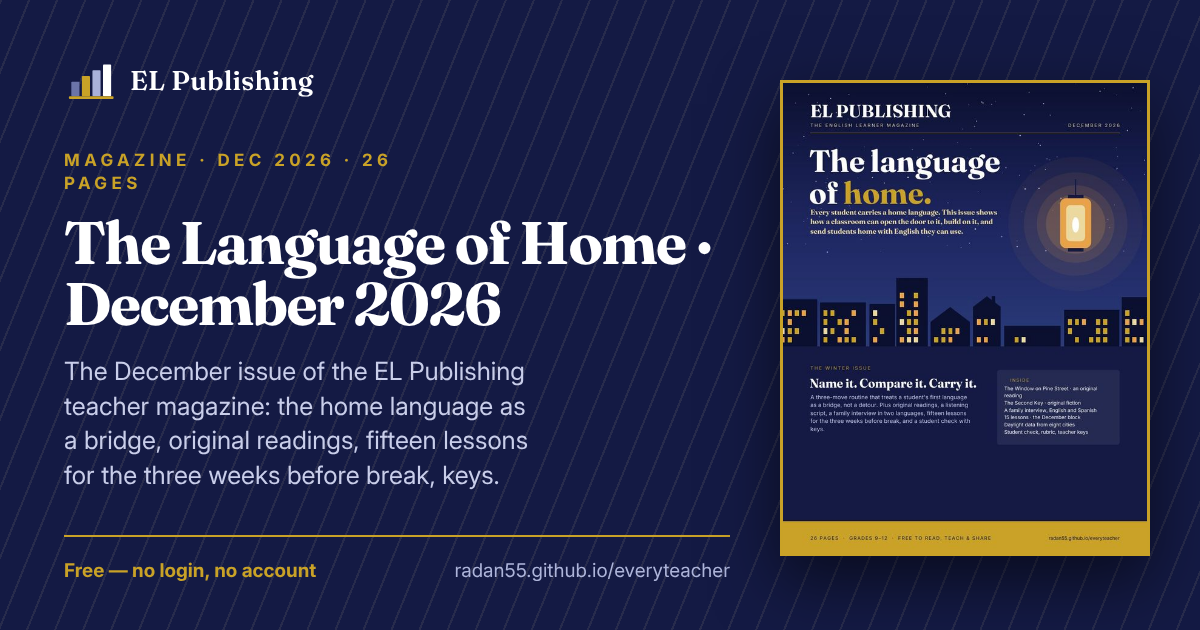 EL Publishing
MAGAZINE · DEC 2026 · 26
PAGES
The Language of Home ·
December 2026
The December issue of the EL Publishing
teacher magazine: the home language as
a bridge, original readings, fifteen lessons
for the three weeks before break, keys.
Free — no login, no account
radan55.github.io/everyteacher
EL PUBLISHING
THE ENGLISH LEARNER MAGAZINE
DECEMBER 2026
The language
of home.
Every student carries a home language. This issue shows
how a classroom can open the door to it, build on it, and
send students home with English they can use.
THE WINTER ISSUE
Name it. Compare it. Carry it.
A three-move routine that treats a student's first language
as a bridge, not a detour. Plus original readings, a listening
script, a family interview in two languages, fifteen lessons
for the three weeks before break, and a student check with
keys.
INSIDE
The Window on Pine Street · an original
reading
The Second Key · original fiction
A family interview, English and Spanish
15 lessons · the December block
Daylight data from eight cities
Student check, rubric, teacher keys
26 PAGES · GRADES 9–12 · FREE TO READ, TEACH & SHARE
radan55.github.io/everyteacher